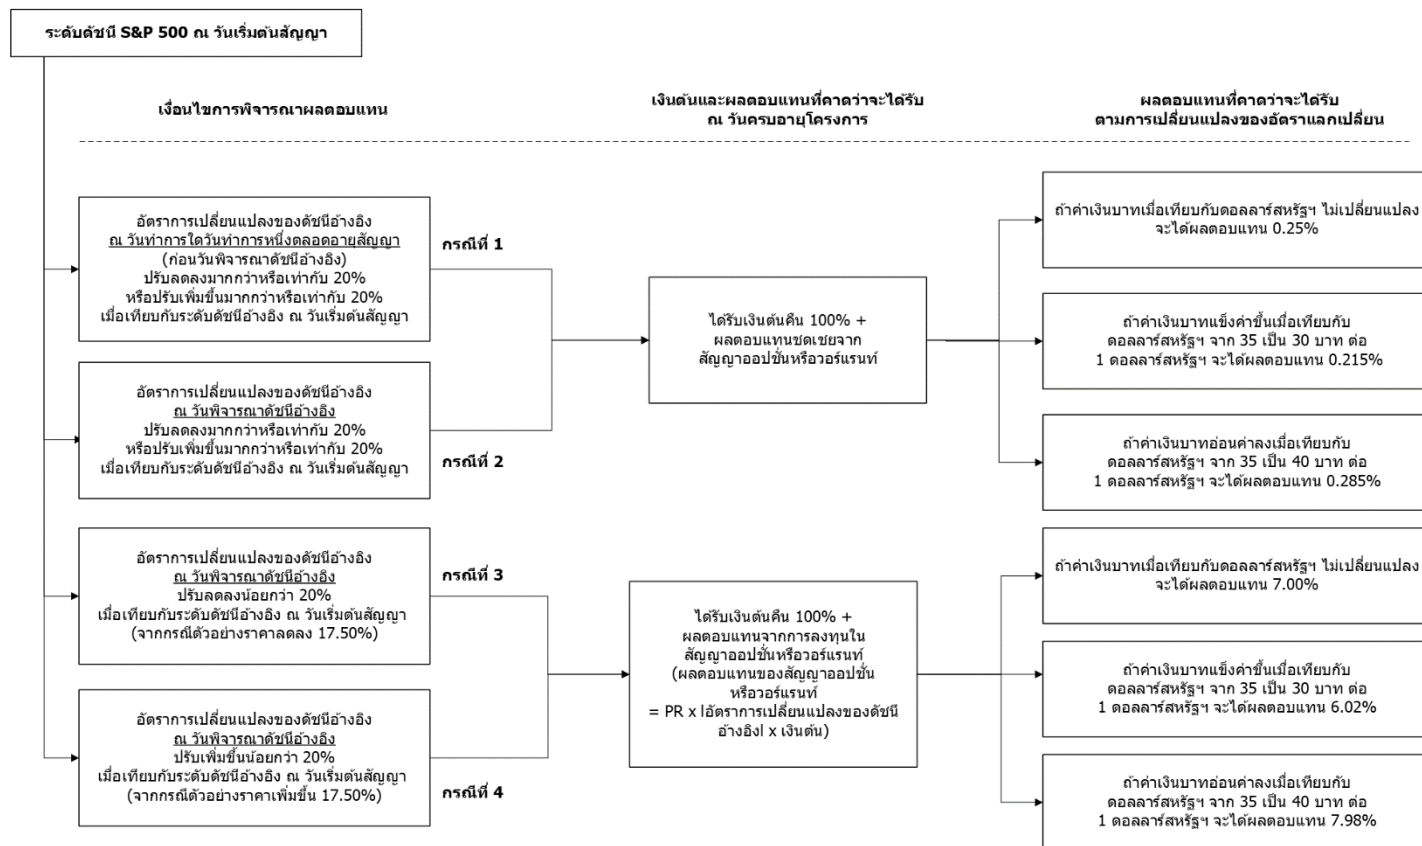 ระดับดัชนี S&P 500 ณ วันเริ่มต้นสัญญา
เงื่อนไขการพิจารณาผลตอบแทน
เงินต้นและผลตอบแทนที่คาดว่าจะได้รับ
ณ วันครบอายุโครงการ
ผลตอบแทนที่คาดว่าจะได้รับ
ตามการเปลี่ยนแปลงของอัตราแลกเปลี่ยน
อัตราการเปลี่ยนแปลงของดัชนีอ้างอิง
ณ วันทำการใดวันทำการหนึ่งตลอดอายุสัญญา
(ก่อนวันพิจารณาดัชนีอ้างอิง)
ปรับลดลงมากกว่าหรือเท่ากับ 20%
หรือปรับเพิ่มขึ้นมากกว่าหรือเท่ากับ 20%
เมื่อเทียบกับระดับดัชนีอ้างอิง ณ วันเริ่มต้นสัญญา
กรณีที่ 1
อัตราการเปลี่ยนแปลงของดัชนีอ้างอิง
ณ วันพิจารณาดัชนีอ้างอิง
ปรับลดลงมากกว่าหรือเท่ากับ 20%
หรือปรับเพิ่มขึ้นมากกว่าหรือเท่ากับ 20%
เมื่อเทียบกับระดับดัชนีอ้างอิง ณ วันเริ่มต้นสัญญา
กรณีที่ 2
ได้รับเงินต้นคืน 100% +
ผลตอบแทนชดเชยจาก
สัญญาออปชั่นหรือวอร์แรนท์
ถ้าค่าเงินบาทเมื่อเทียบกับดอลลาร์สหรัฐฯ ไม่เปลี่ยนแปลง
จะได้ผลตอบแทน 0.25%
ถ้าค่าเงินบาทแข็งค่าขึ้นเมื่อเทียบกับ
ดอลลาร์สหรัฐฯ จาก 35 เป็น 30 บาท ต่อ
1 ดอลลาร์สหรัฐฯ จะได้ผลตอบแทน 0.215%
ถ้าค่าเงินบาทอ่อนค่าลงเมื่อเทียบกับ
ดอลลาร์สหรัฐฯ จาก 35 เป็น 40 บาท ต่อ
1 ดอลลาร์สหรัฐฯ จะได้ผลตอบแทน 0.285%
อัตราการเปลี่ยนแปลงของดัชนีอ้างอิง
ณ วันพิจารณาดัชนีอ้างอิง
ปรับลดลงน้อยกว่า 20%
เมื่อเทียบกับระดับดัชนีอ้างอิง ณ วันเริ่มต้นสัญญา
(จากกรณีตัวอย่างราคาลดลง 17.50%)
กรณีที่ 3
อัตราการเปลี่ยนแปลงของดัชนีอ้างอิง
ณ วันพิจารณาดัชนีอ้างอิง
ปรับเพิ่มขึ้นน้อยกว่า 20%
เมื่อเทียบกับระดับดัชนีอ้างอิง ณ วันเริ่มต้นสัญญา
(จากกรณีตัวอย่างราคาเพิ่มขึ้น 17.50%)
กรณีที่ 4
ได้รับเงินต้นคืน 100% +
ผลตอบแทนจากการลงทุนใน
สัญญาออปชั่นหรือวอร์แรนท์
(ผลตอบแทนของสัญญาออปชั่น
หรือวอร์แรนท์
= PR x lอัตราการเปลี่ยนแปลงของดัชนี
อ้างอิงl x เงินต้น)
ถ้าค่าเงินบาทเมื่อเทียบกับดอลลาร์สหรัฐฯ ไม่เปลี่ยนแปลง
จะได้ผลตอบแทน 7.00%
ถ้าค่าเงินบาทแข็งค่าขึ้นเมื่อเทียบกับ
ดอลลาร์สหรัฐฯ จาก 35 เป็น 30 บาท ต่อ
1 ดอลลาร์สหรัฐฯ จะได้ผลตอบแทน 6.02%
ถ้าค่าเงินบาทอ่อนค่าลงเมื่อเทียบกับ
ดอลลาร์สหรัฐฯ จาก 35 เป็น 40 บาท ต่อ
1 ดอลลาร์สหรัฐฯ จะได้ผลตอบแทน 7.98%